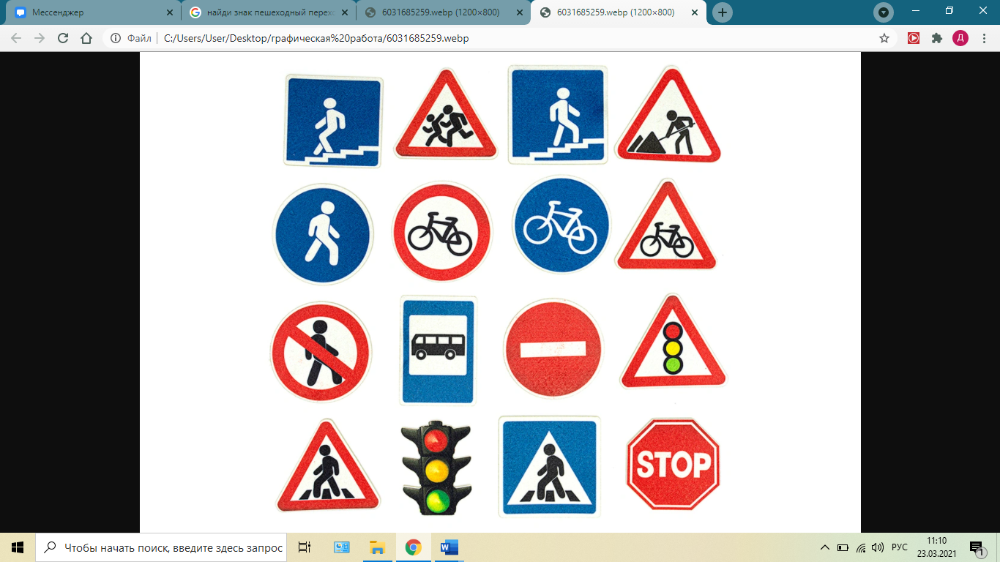 Мессенджер
найди знак пешеходный перехо
6031685259.webp (1200×800)
6031685259.webp (1200×800)
Файл
C:/Users/User/Desktop/графическая%20работа/6031685259.webp
Д
STOP
Чтобы начать поиск, введите здесь запрос
РУС
11:10
23.03.2021
1